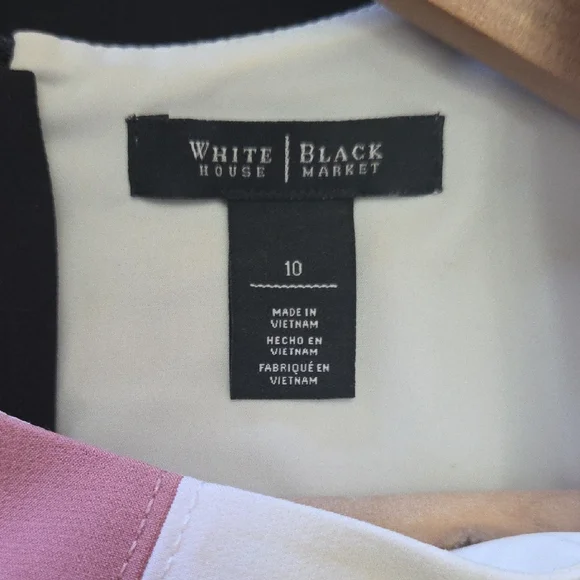 WHITE | BLACK
HOUSE | MARKET
10
MADE IN
VIETNAM
HECHO EN
VIETNAM
FABRIQUÉ EN
VIETNAM